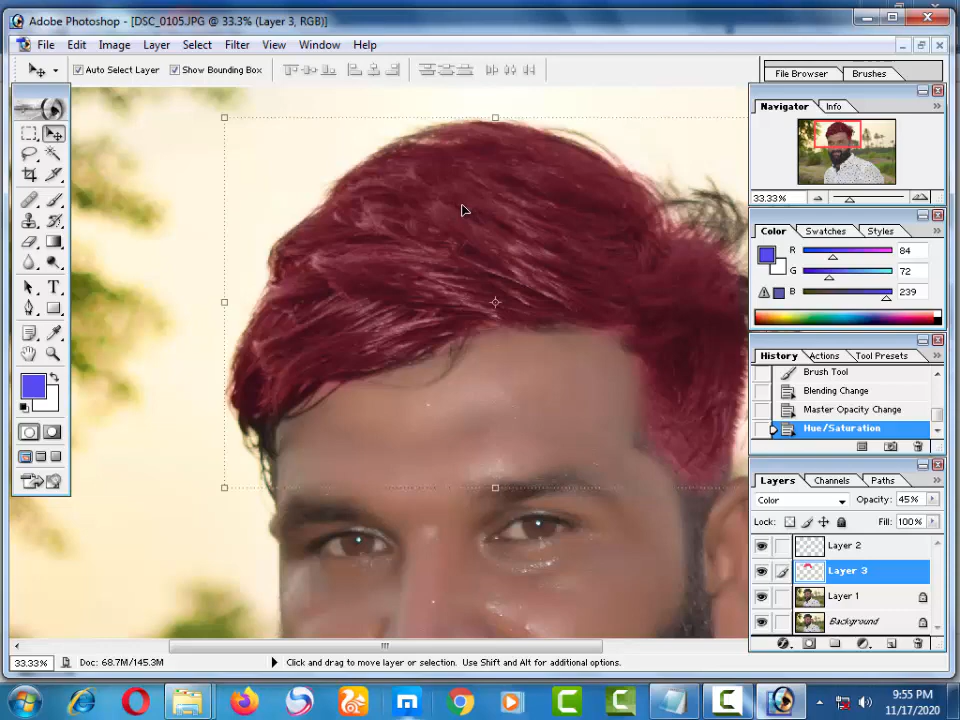 Adobe Photoshop - [DSC_0105.JPG @ 33.3% (Layer 3, RGB)]
File Edit Image Layer Select Filter View Window Help
Auto Select Layer Show Bounding Box
File Browser Brushes
Navigator Info
33.33%
Color Swatches Styles
R 84
G 72
B 239
History Actions Tool Presets
Brush Tool
Blending Change
Master Opacity Change
Hue/Saturation
Layers Channels Paths
Color Opacity: 45%
Lock: Fill: 100%
Layer 2
Layer 3
Layer 1
Background
33.33% Doc: 68.7M/145.3M Click and drag to move layer or selection. Use Shift and Alt for additional options.
9:55 PM
11/17/2020